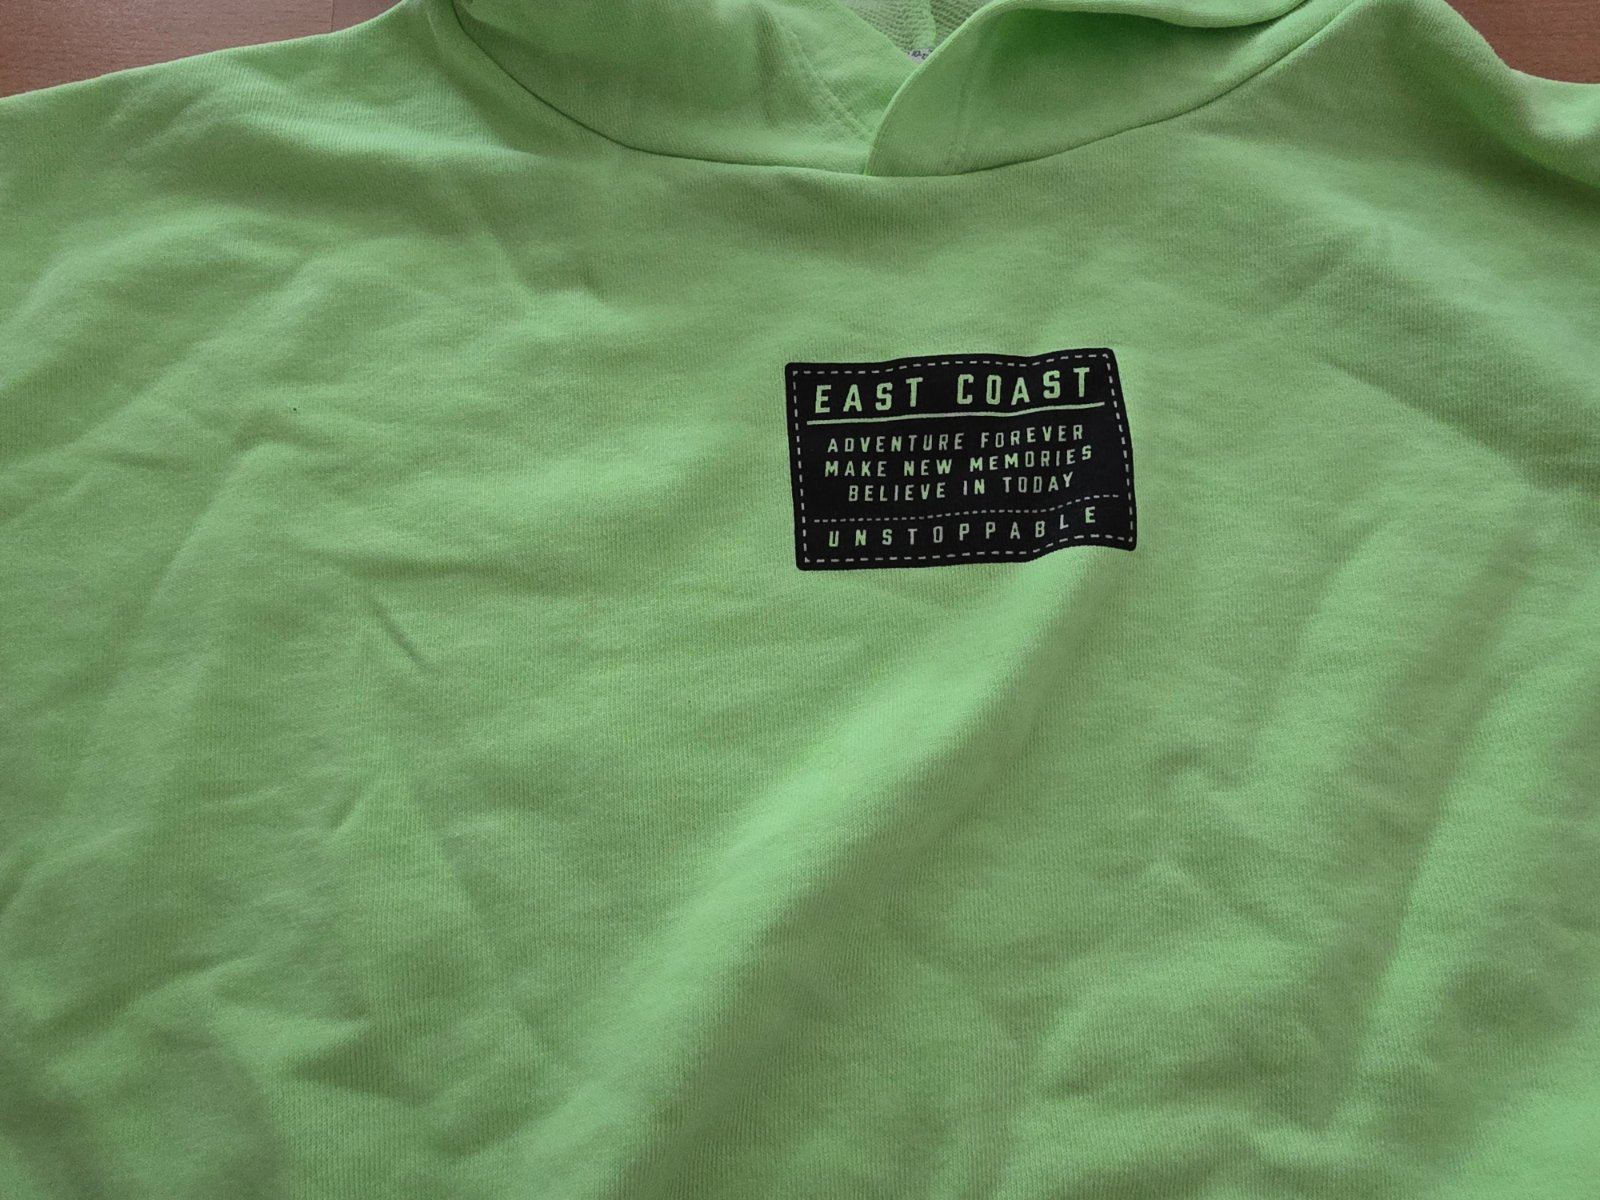 EAST COAST
ADVENTURE FOREVER
MAKE NEW MEMORIES
BELIEVE IN TODAY
UNSTOPPABLE